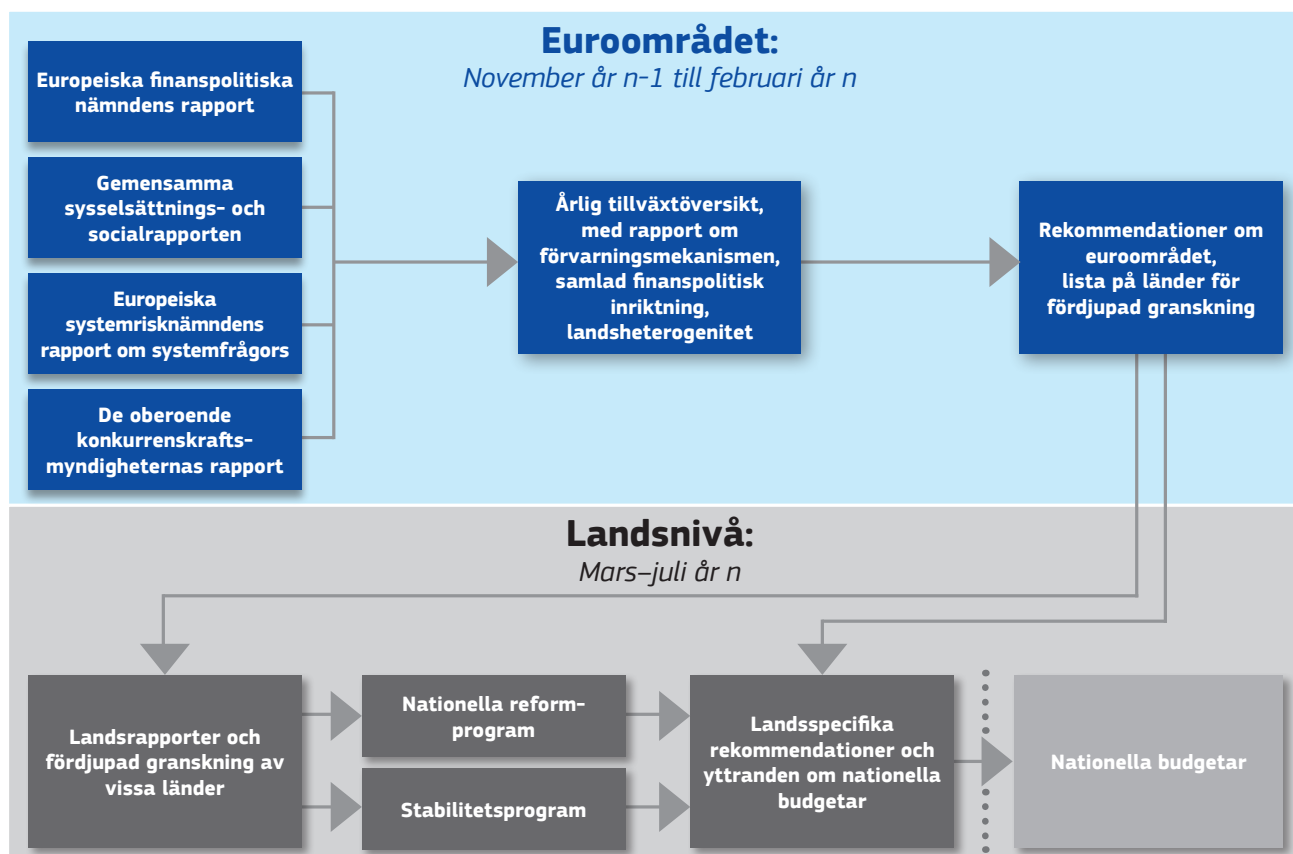 Euroområdet:
November år n-1 till februari år n
Europeiska finanspolitiska
nämndens rapport
Gemensamma
sysselsättnings- och
socialrapporten
Europeiska
systemrisknämndens
rapport om systemfrågors
De oberoende
konkurrenskrafts-
myndigheternas rapport
Årlig tillväxtöversikt,
med rapport om
förvarningsmekanismen,
samlad finanspolitisk
inriktning,
landsheterogenitet
Rekommendationer om
euroområdet,
lista på länder för
fördjupad granskning
Landsnivå:
Mars–juli år n
Landsrapporter och
fördjupad granskning av
vissa länder
Nationella reform-
program
Stabilitetsprogram
Landsspecifika
rekommendationer och
yttranden om nationella
budgetar
Nationella budgetar